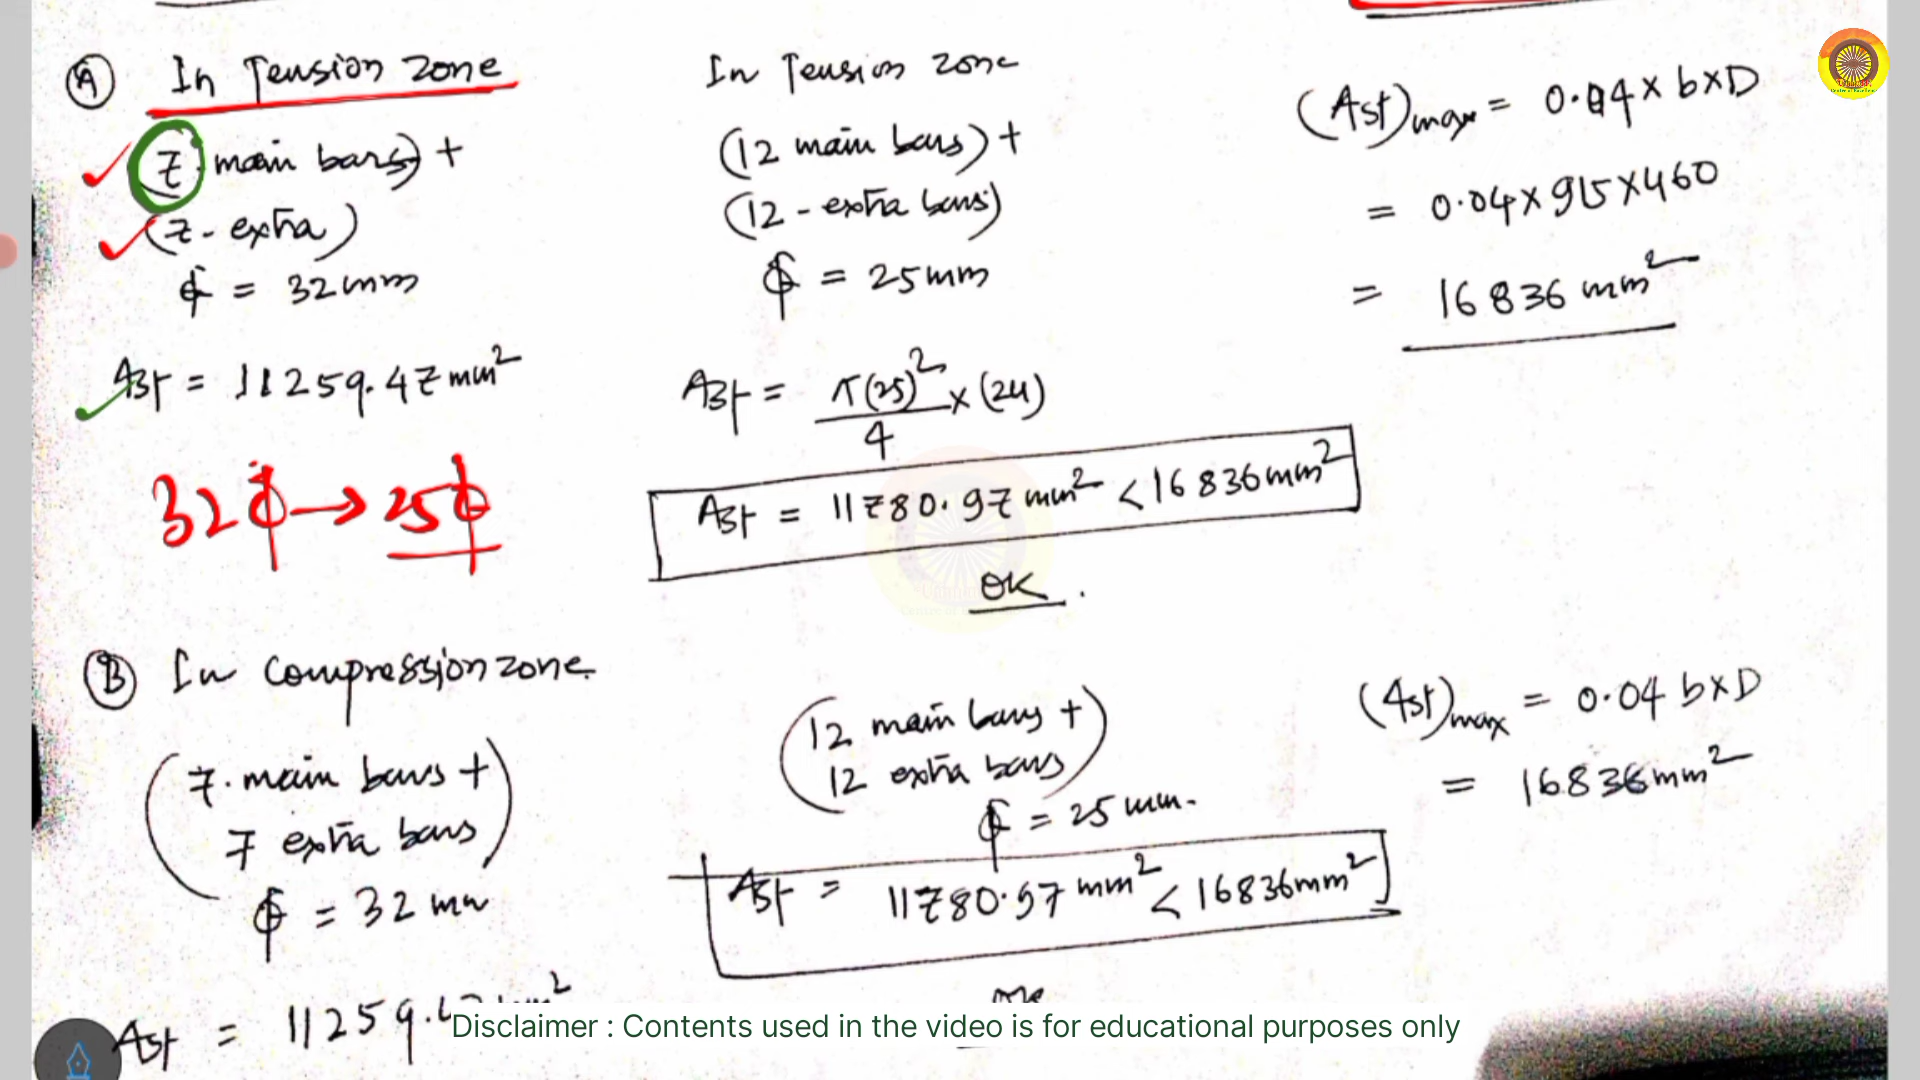 Ⓐ In Tension zone
(7. main bars) +
(7 - extra)
ϕ = 32mm
Ast = 11259.47 mm²
32ϕ → 25ϕ
In Tension zone
(12 main bars) +
(12 - extra bars)
ϕ = 25mm
Ast = π(25)²/4 × (24)
Ast = 11780.97 mm² < 16836mm²
OK.
(Ast)max = 0.04 × b×D
= 0.04×915×460
= 16836 mm²
Ⓑ In compression zone.
(7. main bars +
7 extra bars)
ϕ = 32 mm
Ast = 11259.
(12 main bars +
12 extra bars)
ϕ = 25 mm.
Ast = 11780.97 mm² < 16836mm²
(Ast)max = 0.04 b×D
= 16836mm²
Disclaimer : Contents used in the video is for educational purposes only